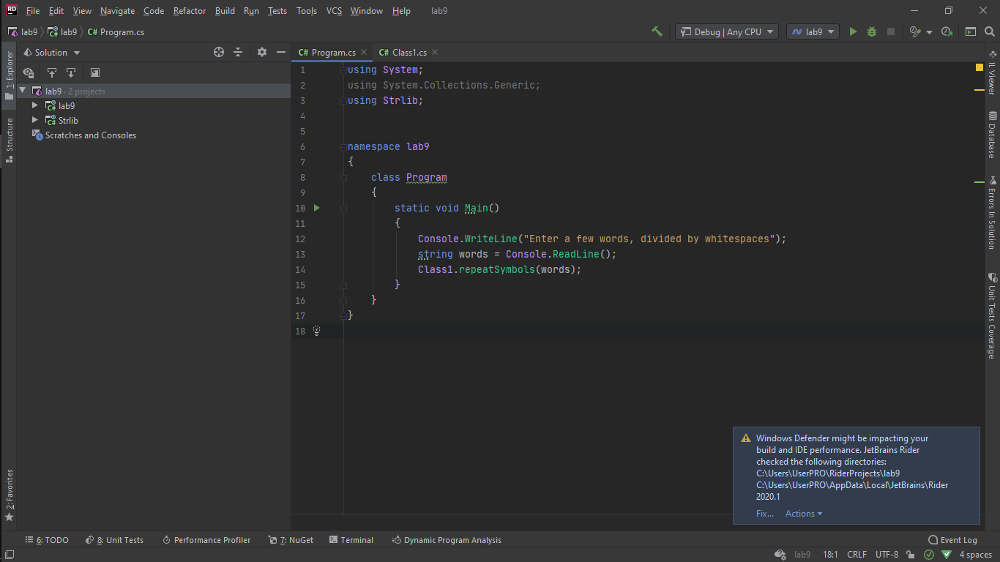 RD File Edit View Navigate Code Refactor Build Run Tests Tools VCS Window Help lab9
lab9 lab9 C# Program.cs Debug | Any CPU lab9
Solution
C# Program.cs C# Class1.cs
lab9 · 2 projects
C# lab9
C# Strlib
Scratches and Consoles
1: Explorer
Structure
2: Favorites
1 using System;
2 using System.Collections.Generic;
3 using Strlib;
4
5
6 namespace lab9
7 {
8 class Program
9 {
10 static void Main()
11 {
12 Console.WriteLine("Enter a few words, divided by whitespaces");
13 string words = Console.ReadLine();
14 Class1.repeatSymbols(words);
15 }
16 }
17 }
18
IL Viewer
Database
Errors In Solution
Unit Tests Coverage
Windows Defender might be impacting your
build and IDE performance. JetBrains Rider
checked the following directories:
C:\Users\UserPRO\RiderProjects\lab9
C:\Users\UserPRO\AppData\Local\JetBrains\Rider
2020.1
Fix... Actions
6: TODO 8: Unit Tests Performance Profiler 7: NuGet Terminal Dynamic Program Analysis Event Log
lab9 18:1 CRLF UTF-8 4 spaces